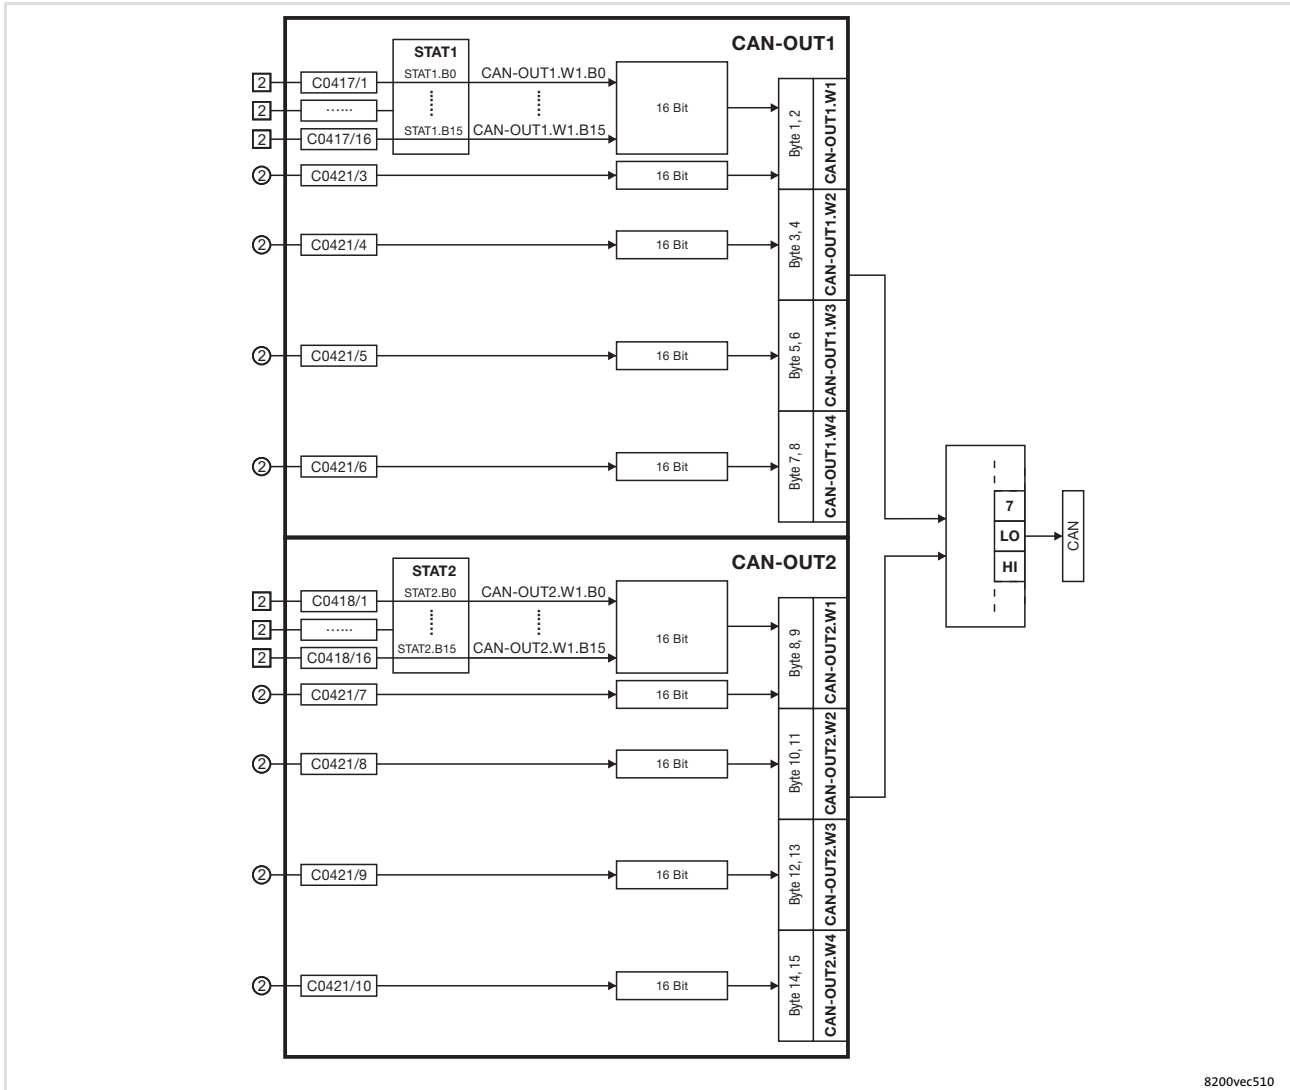 CAN-OUT1
STAT1
2 C0417/1 STAT1.B0 CAN-OUT1.W1.B0
2 ......
2 C0417/16 STAT1.B15 CAN-OUT1.W1.B15
16 Bit
Byte 1, 2 CAN-OUT1.W1
2 C0421/3 16 Bit
2 C0421/4 16 Bit
Byte 3, 4 CAN-OUT1.W2
2 C0421/5 16 Bit
Byte 5, 6 CAN-OUT1.W3
2 C0421/6 16 Bit
Byte 7, 8 CAN-OUT1.W4
7
LO
HI
CAN
CAN-OUT2
STAT2
2 C0418/1 STAT2.B0 CAN-OUT2.W1.B0
2 ......
2 C0418/16 STAT2.B15 CAN-OUT2.W1.B15
16 Bit
Byte 8, 9 CAN-OUT2.W1
2 C0421/7 16 Bit
2 C0421/8 16 Bit
Byte 10, 11 CAN-OUT2.W2
2 C0421/9 16 Bit
Byte 12, 13 CAN-OUT2.W3
2 C0421/10 16 Bit
Byte 14, 15 CAN-OUT2.W4
8200vec510